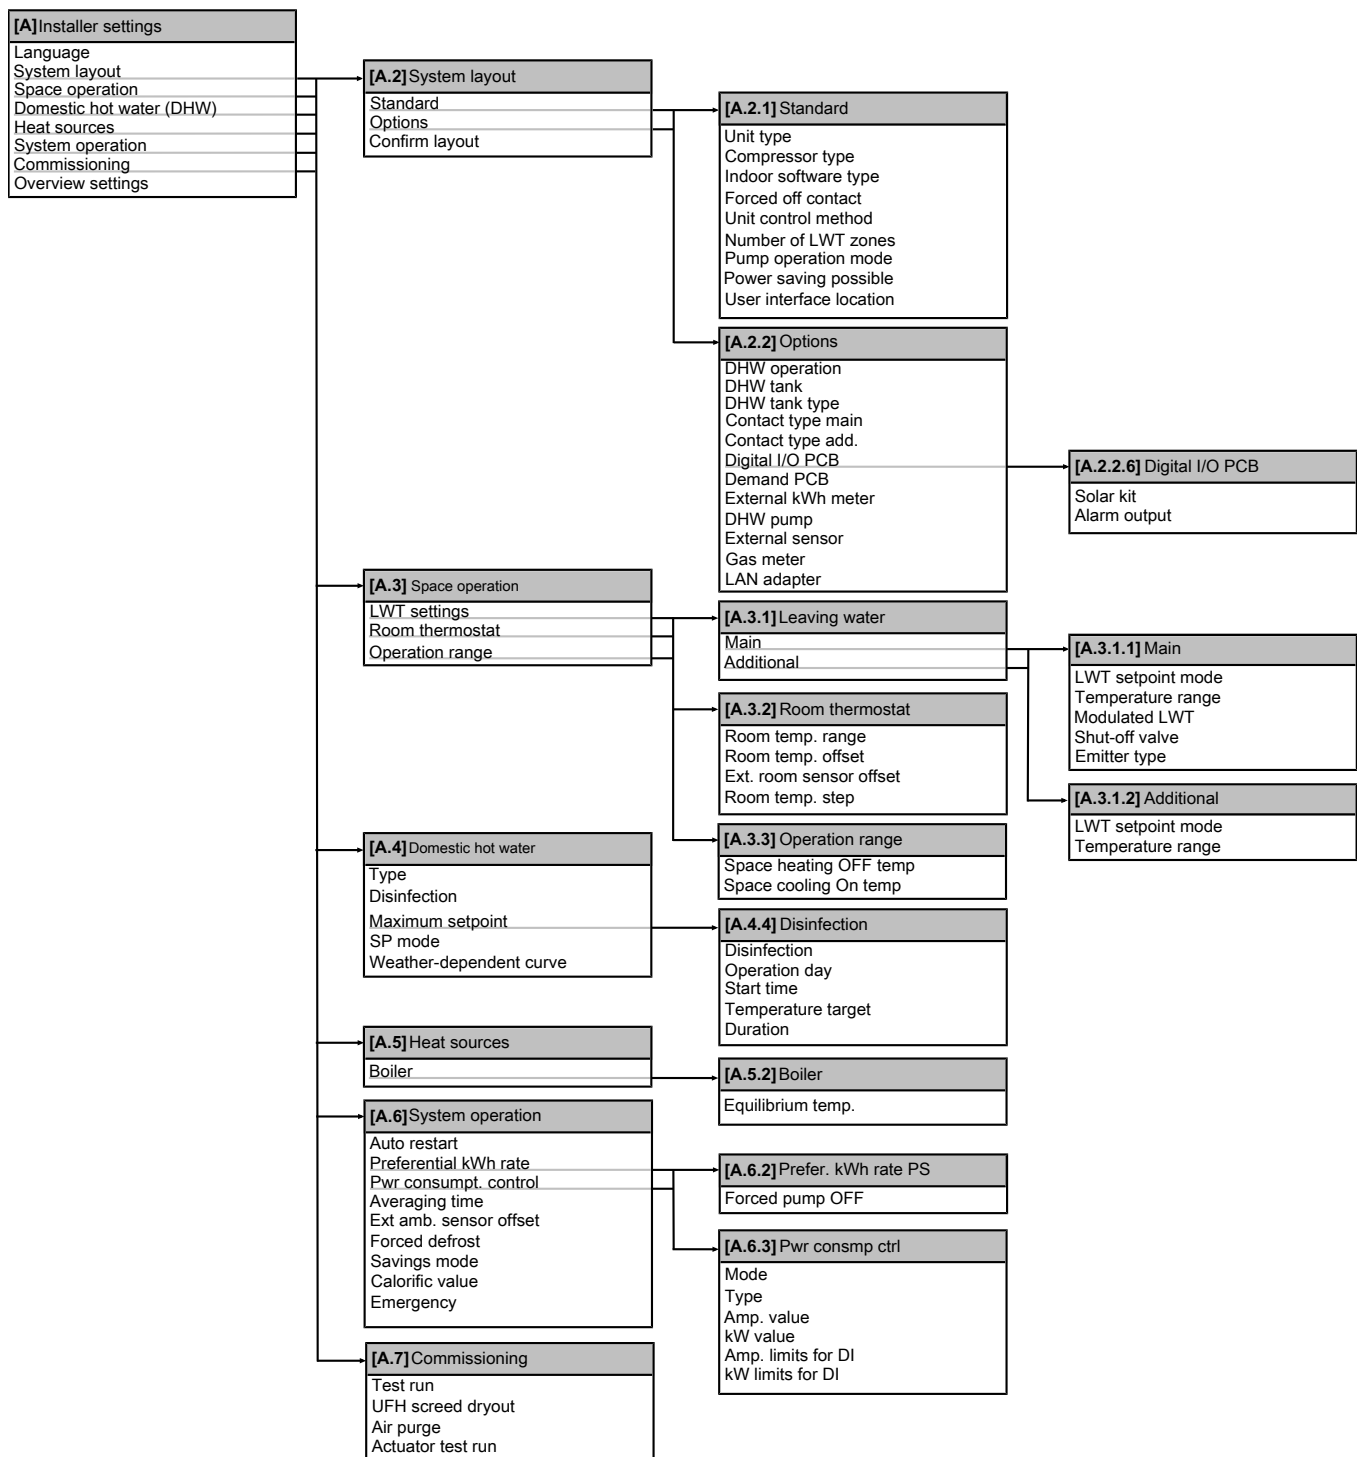 [A] Installer settings
Language
System layout
Space operation
Domestic hot water (DHW)
Heat sources
System operation
Commissioning
Overview settings
[A.2] System layout
Standard
Options
Confirm layout
[A.2.1] Standard
Unit type
Compressor type
Indoor software type
Forced off contact
Unit control method
Number of LWT zones
Pump operation mode
Power saving possible
User interface location
[A.2.2] Options
DHW operation
DHW tank
DHW tank type
Contact type main
Contact type add.
Digital I/O PCB
Demand PCB
External kWh meter
DHW pump
External sensor
Gas meter
LAN adapter
[A.2.2.6] Digital I/O PCB
Solar kit
Alarm output
[A.3] Space operation
LWT settings
Room thermostat
Operation range
[A.3.1] Leaving water
Main
Additional
[A.3.1.1] Main
LWT setpoint mode
Temperature range
Modulated LWT
Shut-off valve
Emitter type
[A.3.1.2] Additional
LWT setpoint mode
Temperature range
[A.3.2] Room thermostat
Room temp. range
Room temp. offset
Ext. room sensor offset
Room temp. step
[A.3.3] Operation range
Space heating OFF temp
Space cooling On temp
[A.4] Domestic hot water
Type
Disinfection
Maximum setpoint
SP mode
Weather-dependent curve
[A.4.4] Disinfection
Disinfection
Operation day
Start time
Temperature target
Duration
[A.5] Heat sources
Boiler
[A.5.2] Boiler
Equilibrium temp.
[A.6] System operation
Auto restart
Preferential kWh rate
Pwr consumpt. control
Averaging time
Ext amb. sensor offset
Forced defrost
Savings mode
Calorific value
Emergency
[A.6.2] Prefer. kWh rate PS
Forced pump OFF
[A.6.3] Pwr consmp ctrl
Mode
Type
Amp. value
kW value
Amp. limits for DI
kW limits for DI
[A.7] Commissioning
Test run
UFH screed dryout
Air purge
Actuator test run